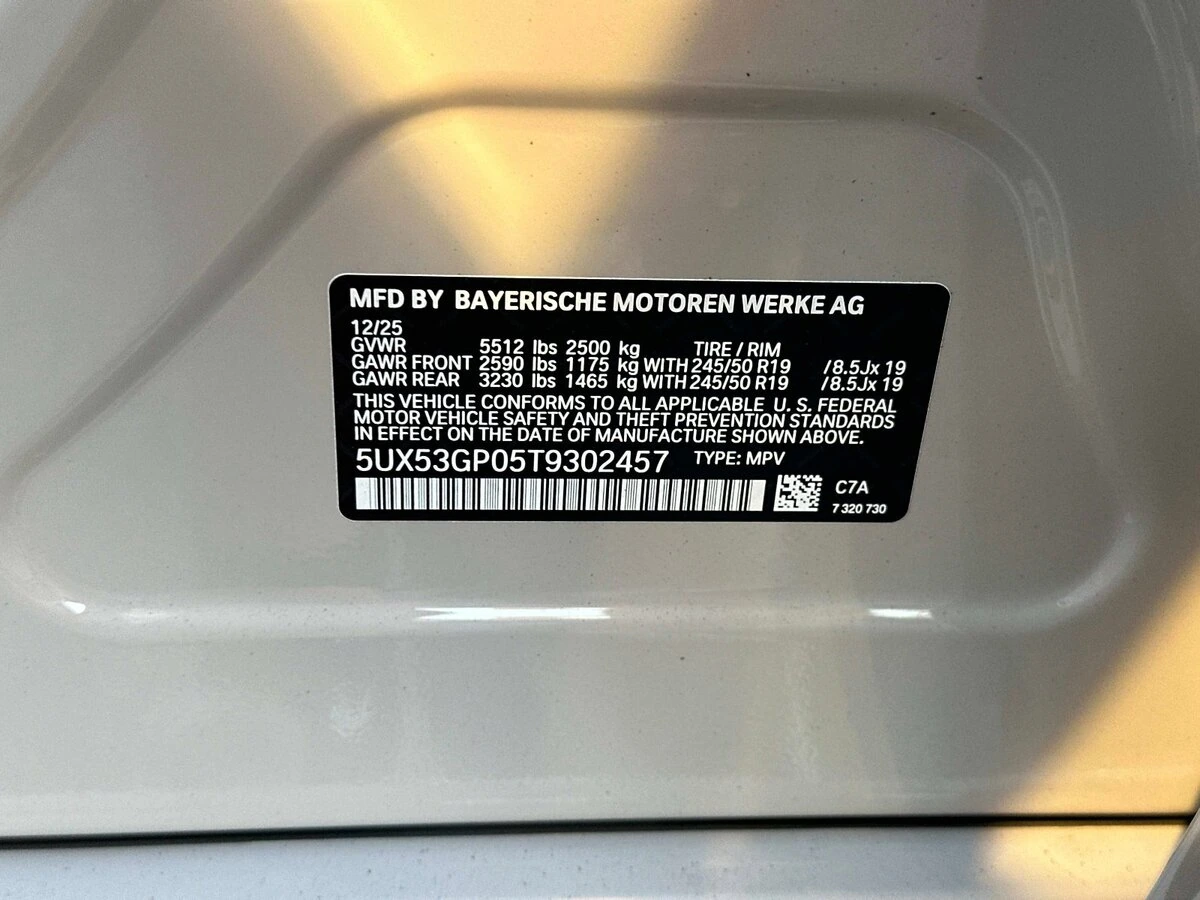 MFD BY BAYERISCHE MOTOREN WERKE AG
12/25
GVWR 5512 lbs 2500 kg TIRE / RIM
GAWR FRONT 2590 lbs 1175 kg WITH 245/50 R19 /8.5Jx 19
GAWR REAR 3230 lbs 1465 kg WITH 245/50 R19 /8.5Jx 19
THIS VEHICLE CONFORMS TO ALL APPLICABLE U. S. FEDERAL
MOTOR VEHICLE SAFETY AND THEFT PREVENTION STANDARDS
IN EFFECT ON THE DATE OF MANUFACTURE SHOWN ABOVE.
5UX53GP05T9302457 TYPE: MPV
C7A
7 320 730